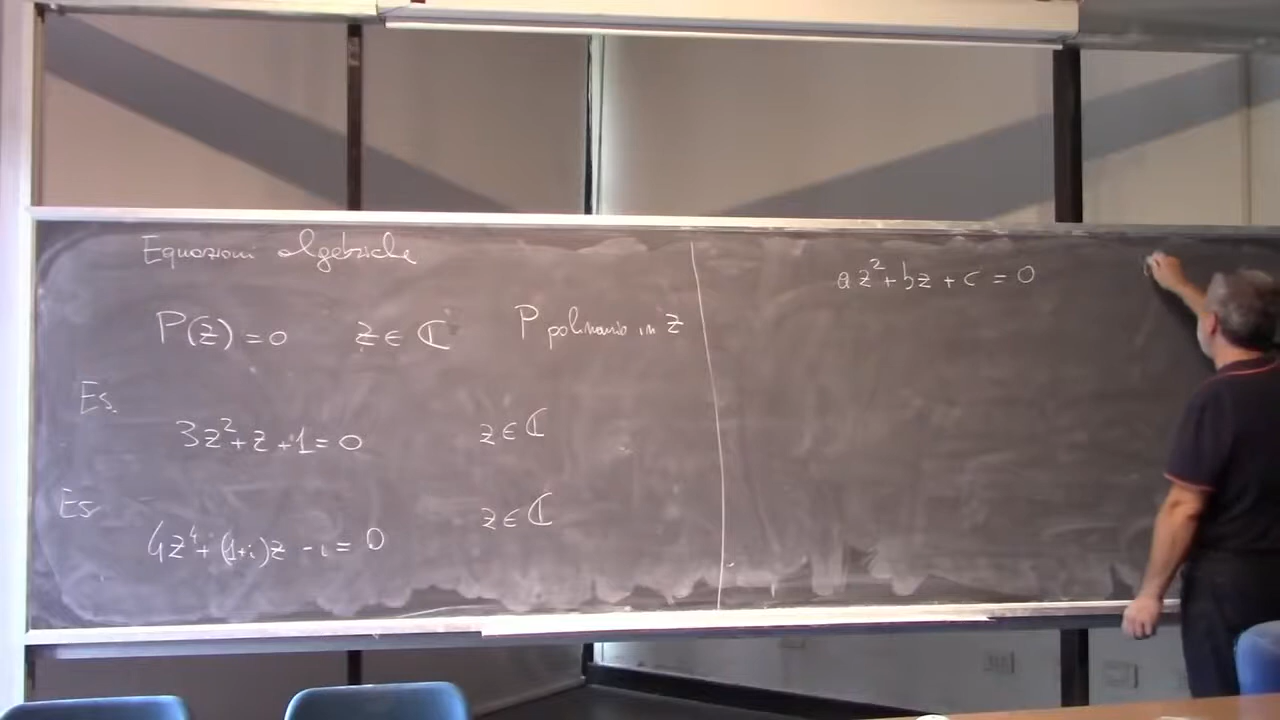 Equazioni algebriche
P(z) = 0 z ∈ ℂ P polinomio in z
Es.
3z² + z + 1 = 0 z ∈ ℂ
Es
4z⁴ + (1+i)z - i = 0 z ∈ ℂ
az² + bz + c = 0